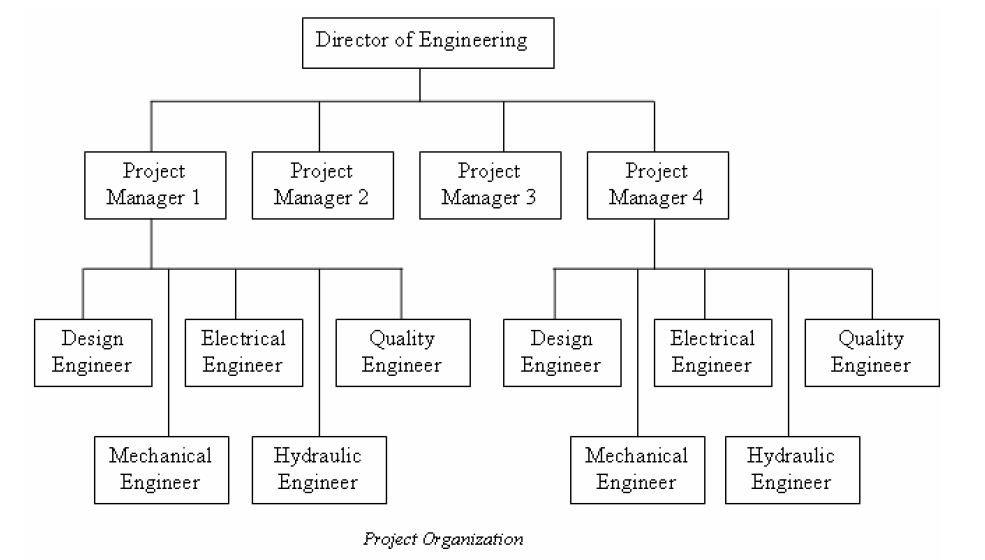 Director of Engineering
Project
Manager 1
Project
Manager 2
Project
Manager 3
Project
Manager 4
Design
Engineer
Electrical
Engineer
Quality
Engineer
Design
Engineer
Electrical
Engineer
Quality
Engineer
Mechanical
Engineer
Hydraulic
Engineer
Mechanical
Engineer
Hydraulic
Engineer
Project Organization